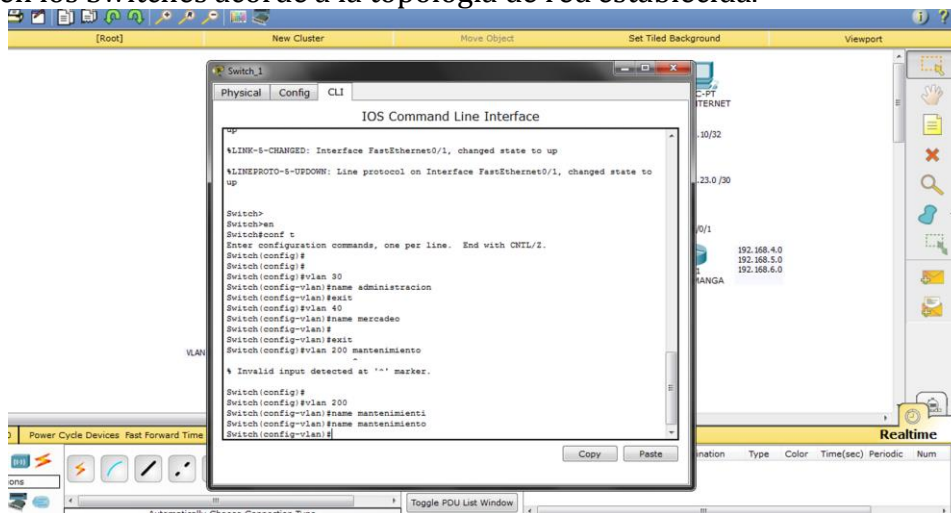 en los switches acorde a la topología de red establecida.
[Root] New Cluster Move Object Set Tiled Background Viewport
Switch_1
Physical Config CLI
IOS Command Line Interface
up
%LINK-5-CHANGED: Interface FastEthernet0/1, changed state to up
%LINEPROTO-5-UPDOWN: Line protocol on Interface FastEthernet0/1, changed state to
up
Switch>
Switch>en
Switch#conf t
Enter configuration commands, one per line. End with CNTL/Z.
Switch(config)#
Switch(config)#
Switch(config)#vlan 30
Switch(config-vlan)#name administracion
Switch(config-vlan)#exit
Switch(config)#vlan 40
Switch(config-vlan)#name mercadeo
Switch(config-vlan)#
Switch(config-vlan)#exit
Switch(config)#vlan 200 mantenimiento
^
% Invalid input detected at '^' marker.
Switch(config)#
Switch(config)#vlan 200
Switch(config-vlan)#name mantenimienti
Switch(config-vlan)#name mantenimiento
Switch(config-vlan)#
Copy Paste
C-PT
TERNET
.10/32
.23.0 /30
/0/1
192.168.4.0
192.168.5.0
192.168.6.0
1
MANGA
VLAN
Power Cycle Devices Fast Forward Time
Realtime
ination Type Color Time(sec) Periodic Num
ons
Toggle PDU List Window
Automatically Choose Connection Type